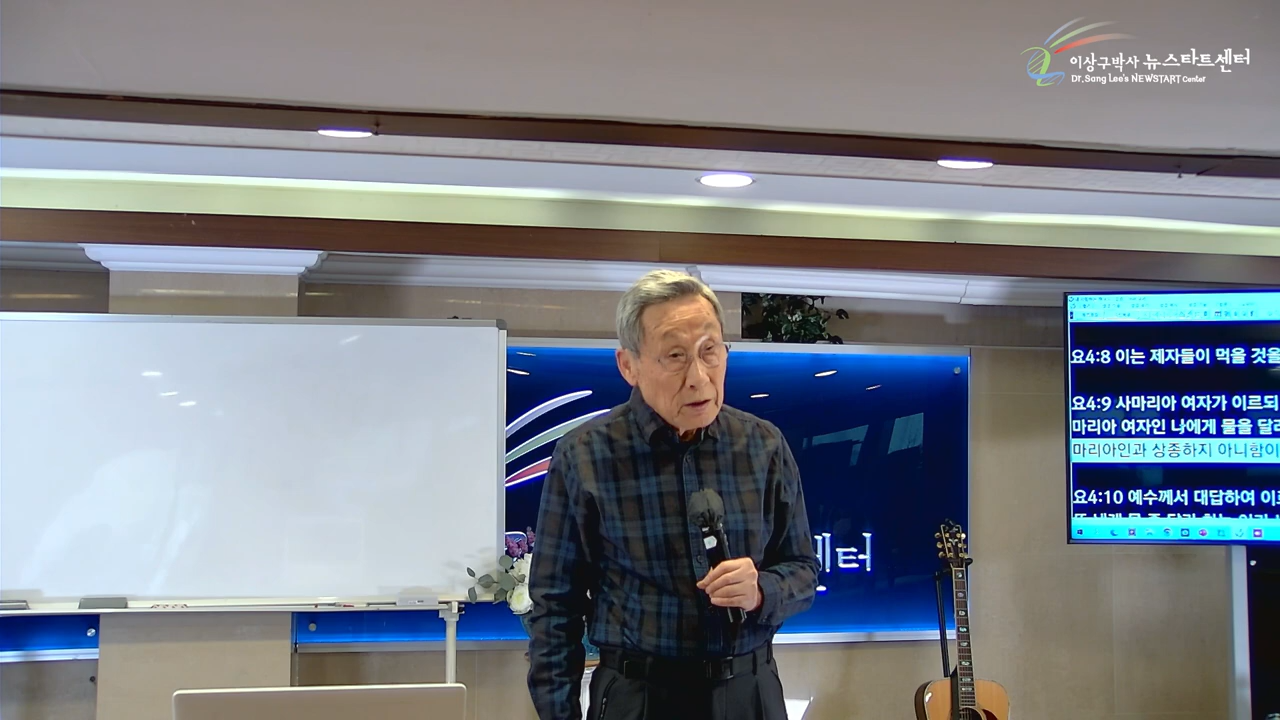 이상구박사 뉴스타트센터
Dr. Sang Lee's NEWSTART Center
요4:8 이는 제자들이 먹을 것을
요4:9 사마리아 여자가 이르되
마리아 여자인 나에게 물을 달라
마리아인과 상종하지 아니함이
요4:10 예수께서 대답하여 이르
센터